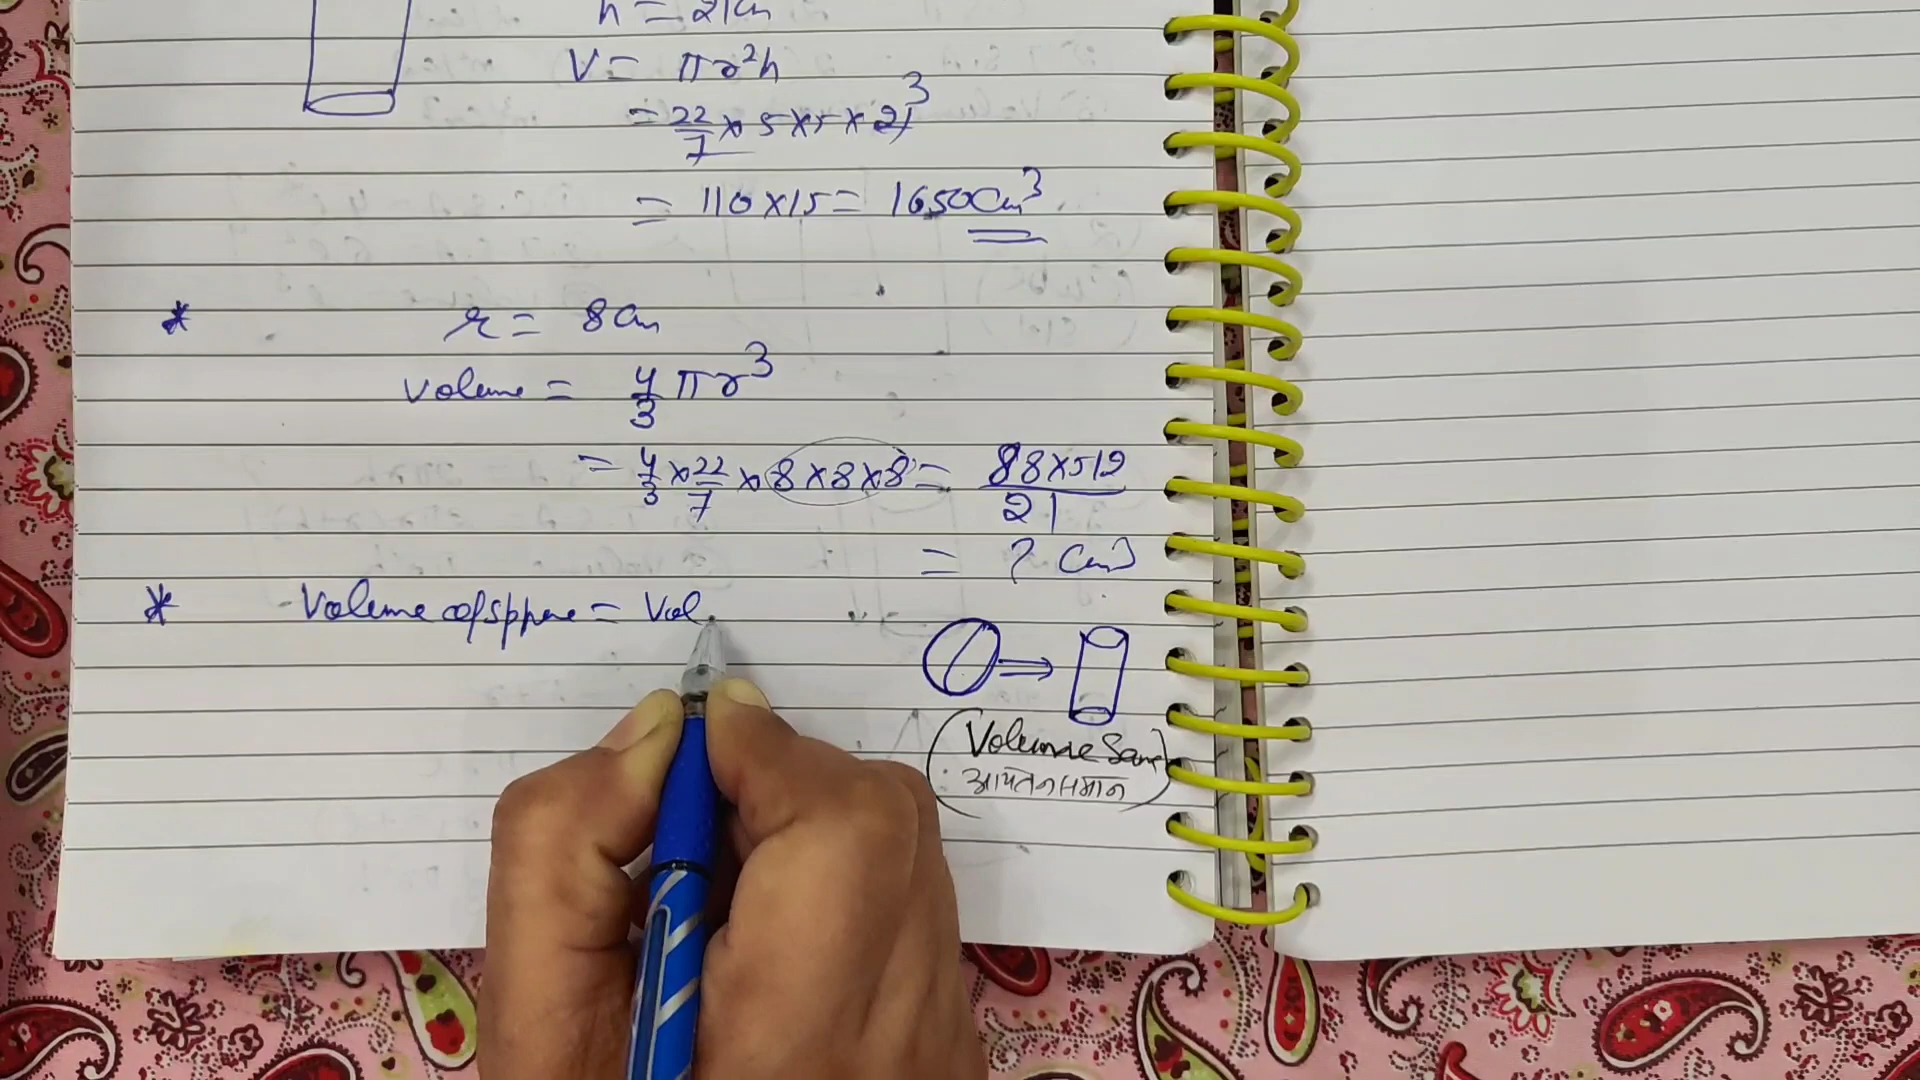 h = 21cm
V = πr²h
= 22/7 × 5 × 5 × 21 3
= 110 × 15 = 1650 cm³
* r = 8 cm
Volume = 4/3 πr³
= 4/3 × 22/7 × 8 × 8 × 8 = 88×512/21
= ? cm³
* Volume of sphere = Vol
Volume Same
आयतन समान